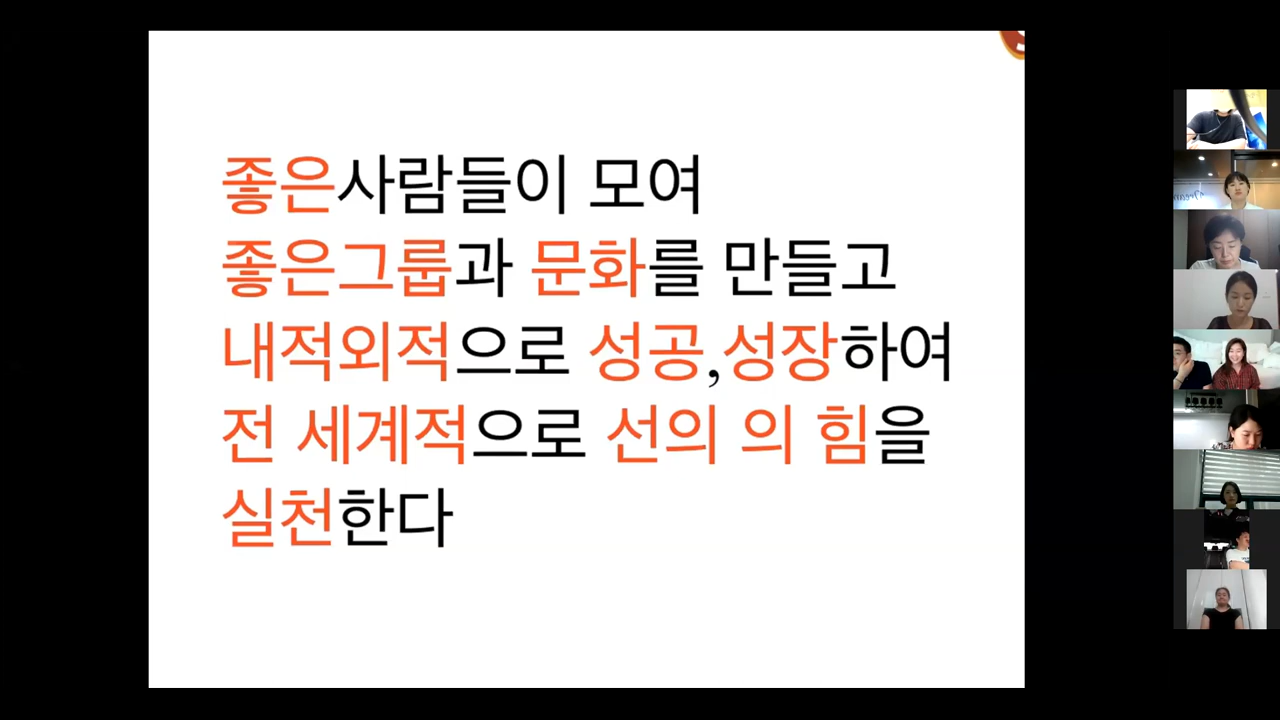 좋은사람들이 모여
좋은그룹과 문화를 만들고
내적외적으로 성공,성장하여
전 세계적으로 선의 의 힘을
실천한다